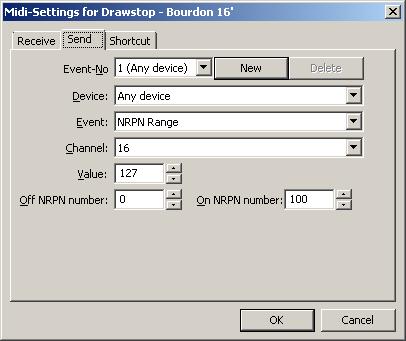 Midi-Settings for Drawstop - Bourdon 16'
Receive Send Shortcut
Event-No 1 (Any device) New Delete
Device: Any device
Event: NRPN Range
Channel: 16
Value: 127
Off NRPN number: 0 On NRPN number: 100
OK Cancel